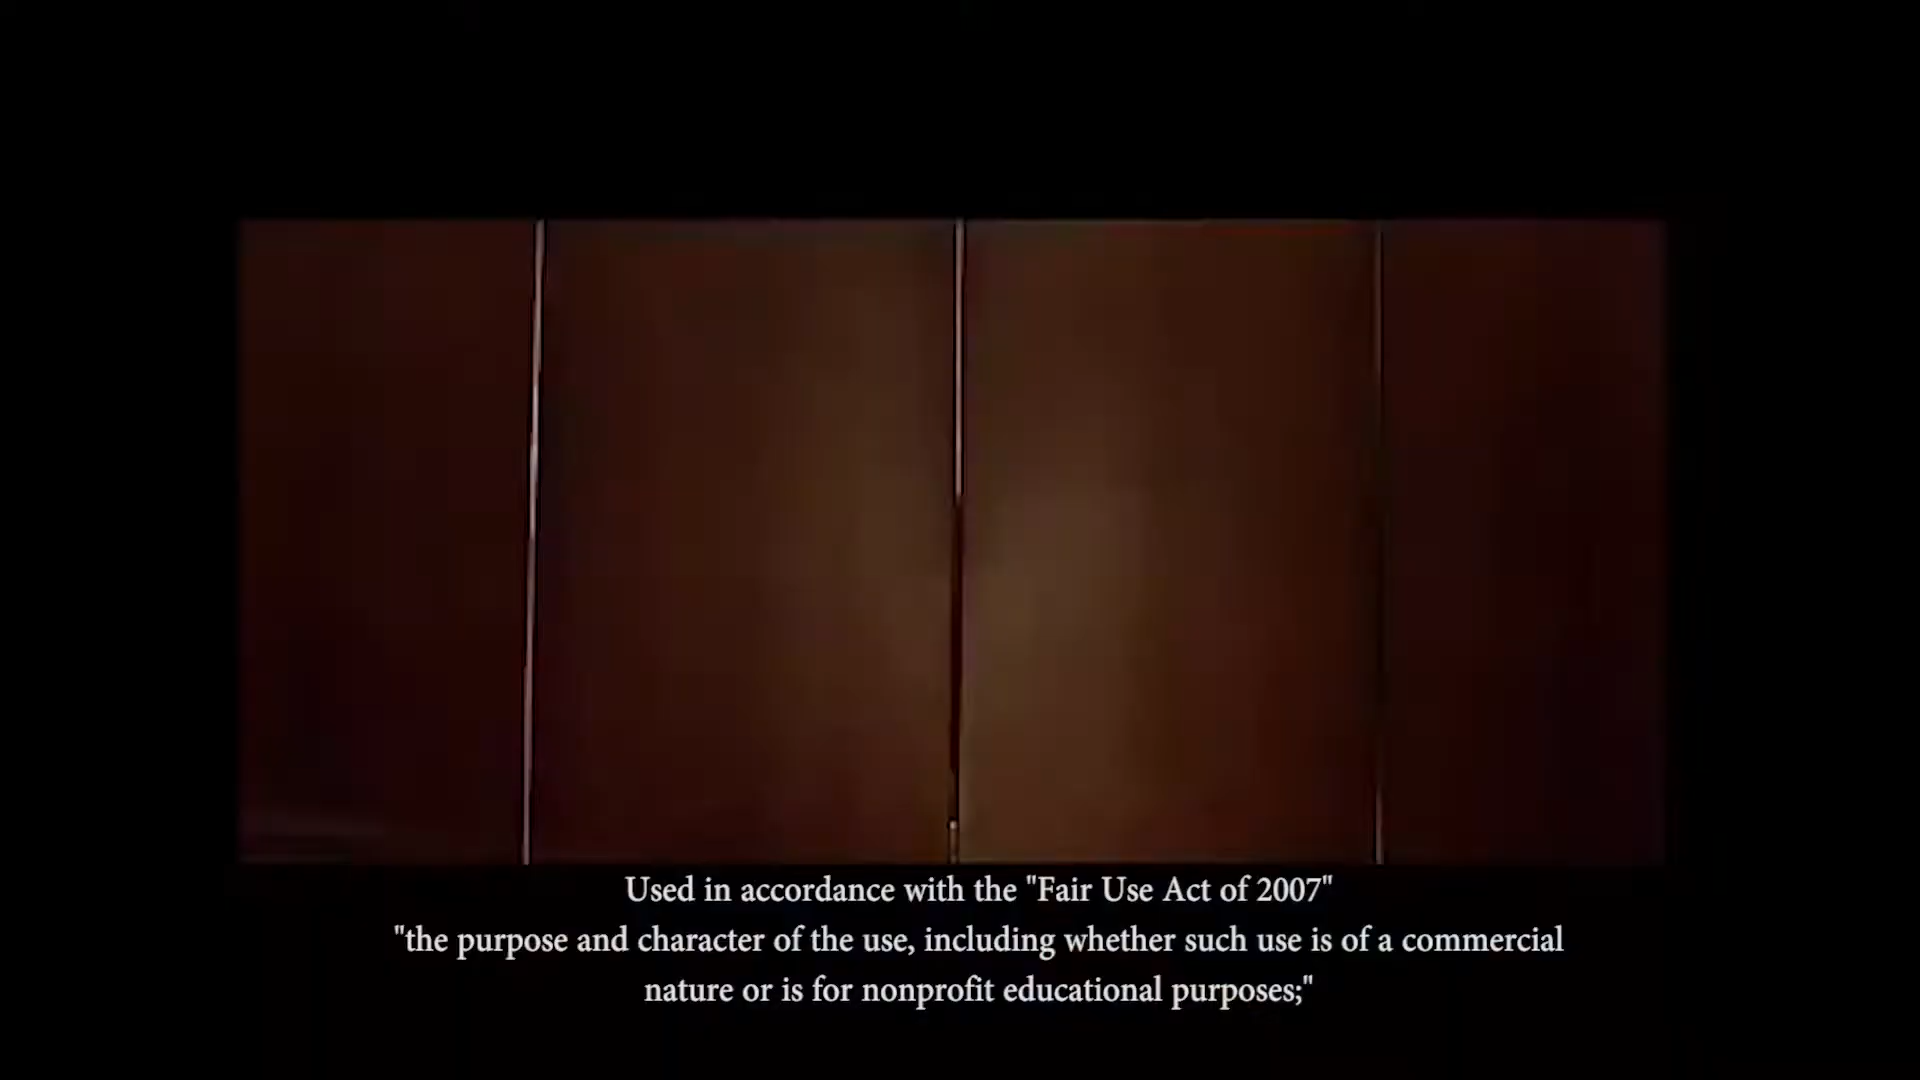 Used in accordance with the "Fair Use Act of 2007"
"the purpose and character of the use, including whether such use is of a commercial
nature or is for nonprofit educational purposes;"